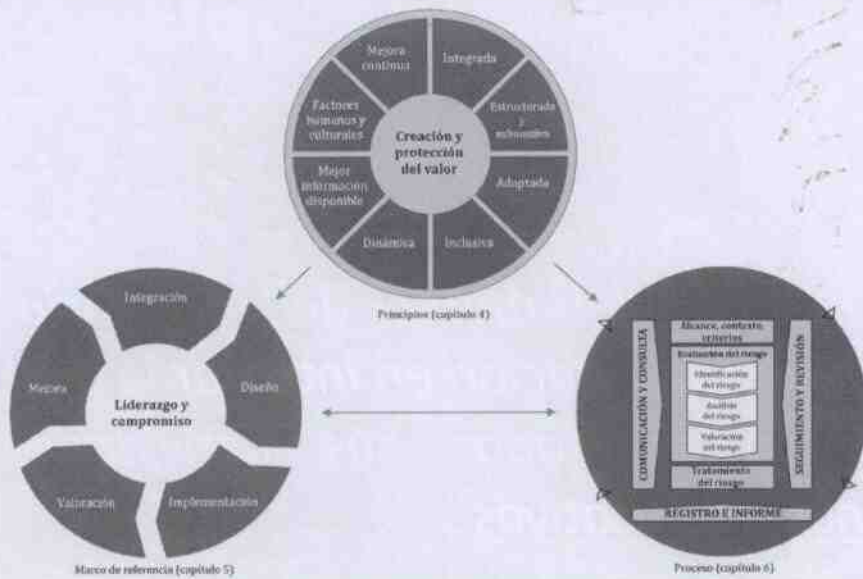 Mejora
continua
Integrada
Factores
humanos y
culturales
Estructurada
y
Creación y
protección
del valor
Mejor
información
disponible
Adaptada
Dinámica
Inclusiva
Principios (capítulo 4)
Integración
Mejora
Diseño
Liderazgo y
compromiso
Valoración
Implementación
Marco de referencia (capítulo 5)
Alcance, contexto,
criterios
COMUNICACIÓN Y CONSULTA
Evaluación del riesgo
Identificación
del riesgo
Análisis
del riesgo
Valoración
del riesgo
SEGUIMIENTO Y REVISIÓN
Tratamiento
del riesgo
REGISTRO E INFORME
Proceso (capítulo 6)